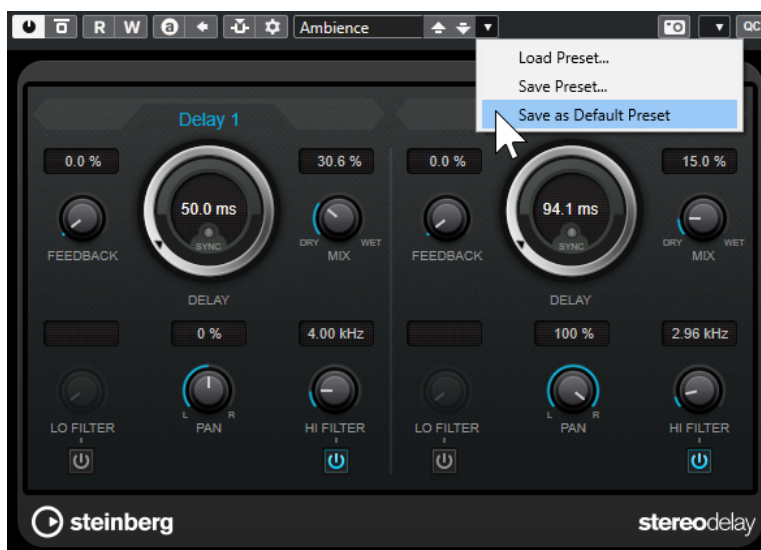 R W a Ambience QC
Load Preset...
Save Preset...
Save as Default Preset
Delay 1
0.0 % 30.6 % 0.0 % 15.0 %
50.0 ms 94.1 ms
SYNC SYNC
DRY WET DRY WET
FEEDBACK MIX FEEDBACK MIX
DELAY DELAY
0 % 4.00 kHz 100 % 2.96 kHz
L R L R
LO FILTER PAN HI FILTER LO FILTER PAN HI FILTER
steinberg stereodelay